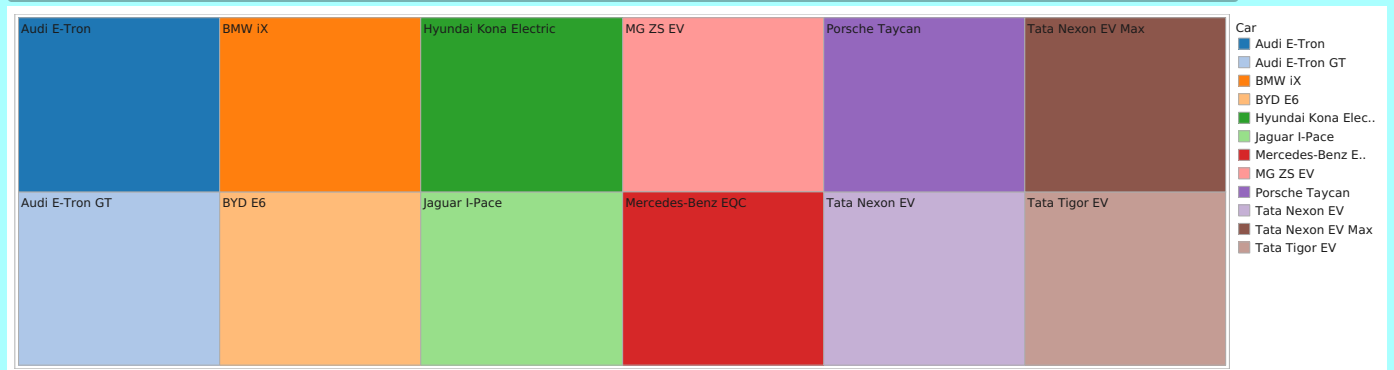 Audi E-Tron
BMW iX
Hyundai Kona Electric
MG ZS EV
Porsche Taycan
Tata Nexon EV Max
Audi E-Tron GT
BYD E6
Jaguar I-Pace
Mercedes-Benz EQC
Tata Nexon EV
Tata Tigor EV
Car
Audi E-Tron
Audi E-Tron GT
BMW iX
BYD E6
Hyundai Kona Elec..
Jaguar I-Pace
Mercedes-Benz E..
MG ZS EV
Porsche Taycan
Tata Nexon EV
Tata Nexon EV Max
Tata Tigor EV